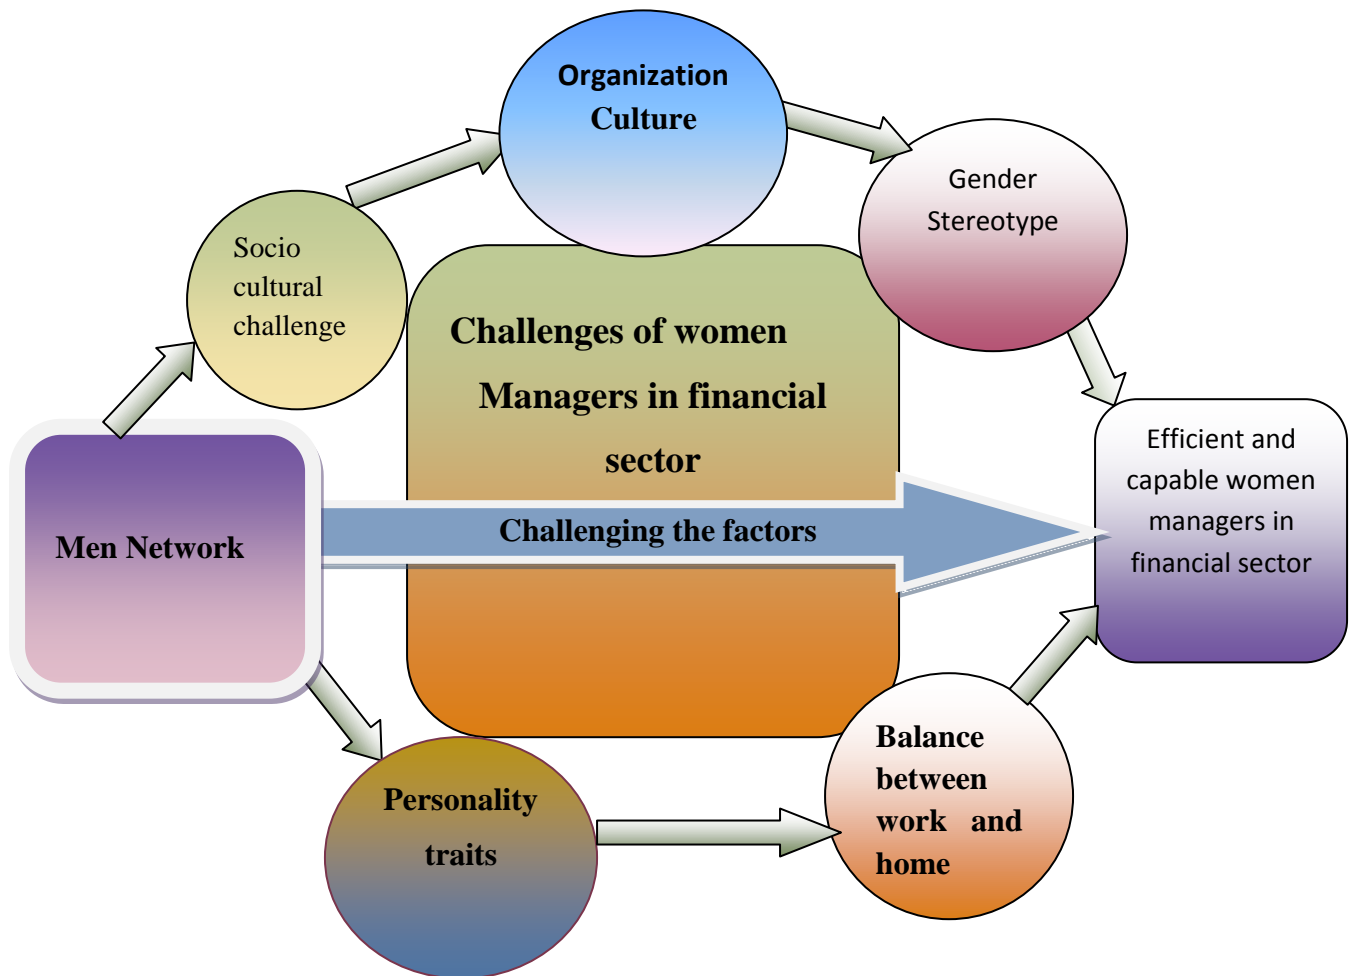 Organization
Culture
Gender
Stereotype
Socio
cultural
challenge
Challenges of women
Managers in financial
sector
Men Network
Challenging the factors
Efficient and
capable women
managers in
financial sector
Personality
traits
Balance
between
work and
home